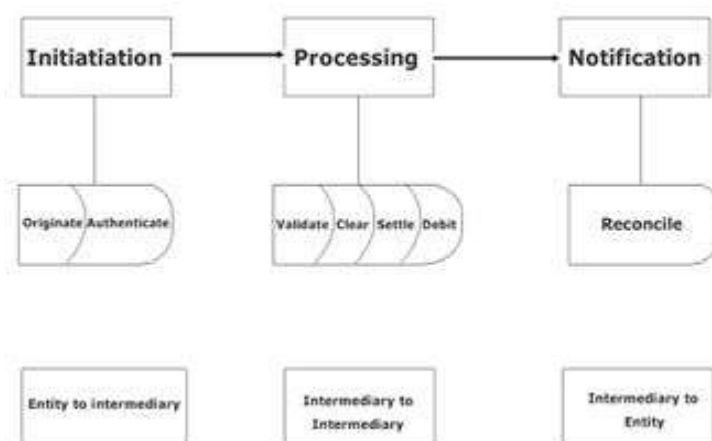 Initiatiation Processing Notification
Originate Authenticate Validate Clear Settle Debit Reconcile
Entity to intermediary Intermediary to Intermediary to
Intermediary Entity